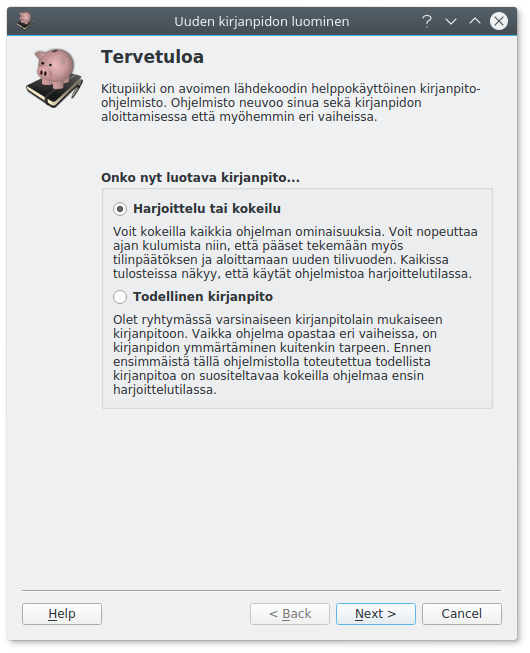 Uuden kirjanpidon luominen
Tervetuloa
Kitupiikki on avoimen lähdekoodin helppokäyttöinen kirjanpito-
ohjelmisto. Ohjelmisto neuvoo sinua sekä kirjanpidon
aloittamisessa että myöhemmin eri vaiheissa.
Onko nyt luotava kirjanpito...
Harjoittelu tai kokeilu
Voit kokeilla kaikkia ohjelman ominaisuuksia. Voit nopeuttaa
ajan kulumista niin, että pääset tekemään myös
tilinpäätöksen ja aloittamaan uuden tilivuoden. Kaikissa
tulosteissa näkyy, että käytät ohjelmistoa harjoittelutilassa.
Todellinen kirjanpito
Olet ryhtymässä varsinaiseen kirjanpitolain mukaiseen
kirjanpitoon. Vaikka ohjelma opastaa eri vaiheissa, on
kirjanpidon ymmärtäminen kuitenkin tarpeen. Ennen
ensimmäistä tällä ohjelmistolla toteutettua todellista
kirjanpitoa on suositeltavaa kokeilla ohjelmaa ensin
harjoittelutilassa.
Help
< Back
Next >
Cancel